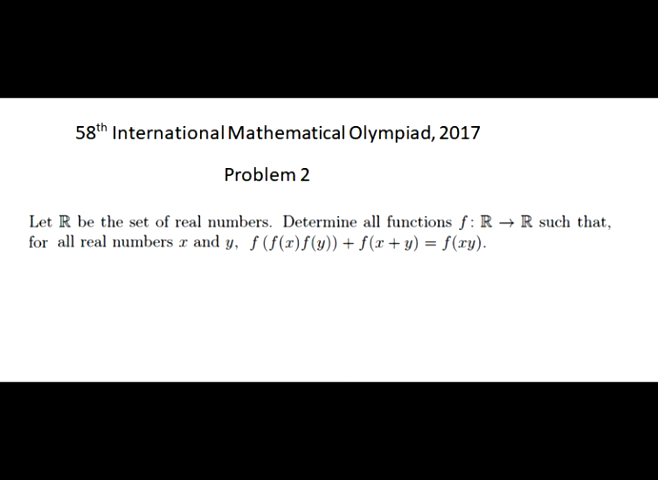 58th International Mathematical Olympiad, 2017
Problem 2
Let ℝ be the set of real numbers. Determine all functions f: ℝ → ℝ such that,
for all real numbers x and y, f(f(x)f(y)) + f(x + y) = f(xy).